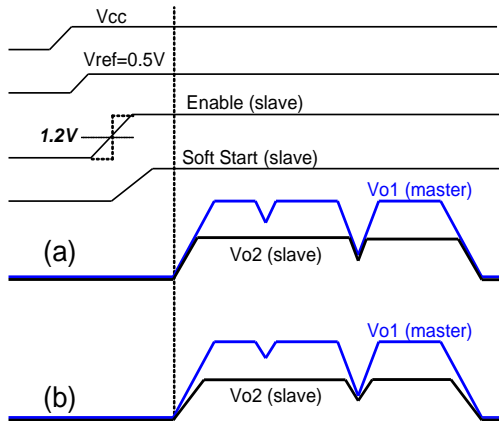 Vcc
Vref=0.5V
Enable (slave)
1.2V
Soft Start (slave)
Vo1 (master)
(a)
Vo2 (slave)
Vo1 (master)
(b)
Vo2 (slave)